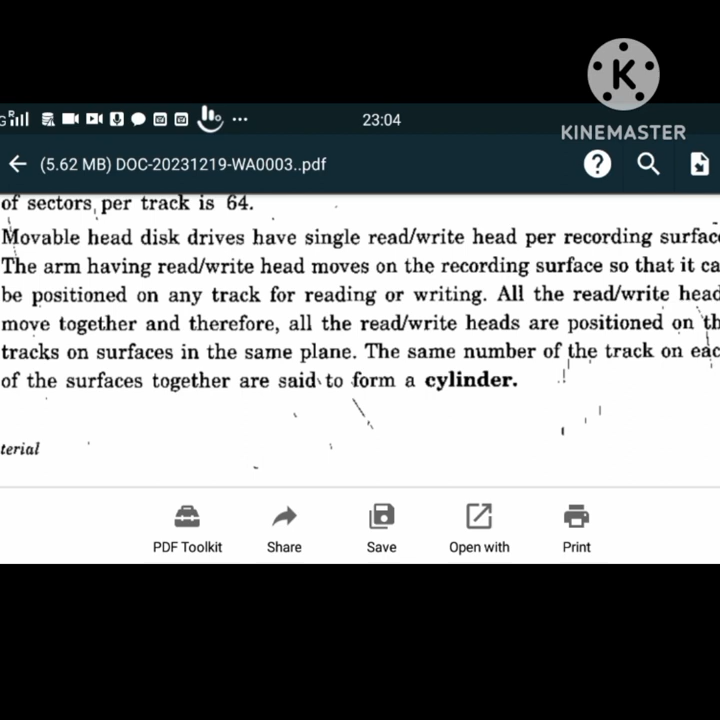 K
KINEMASTER
23:04
(5.62 MB) DOC-20231219-WA0003..pdf
of sectors per track is 64.
Movable head disk drives have single read/write head per recording surfac
The arm having read/write head moves on the recording surface so that it ca
be positioned on any track for reading or writing. All the read/write head
move together and therefore, all the read/write heads are positioned on th
tracks on surfaces in the same plane. The same number of the track on eac
of the surfaces together are said to form a cylinder.
terial
PDF Toolkit Share Save Open with Print